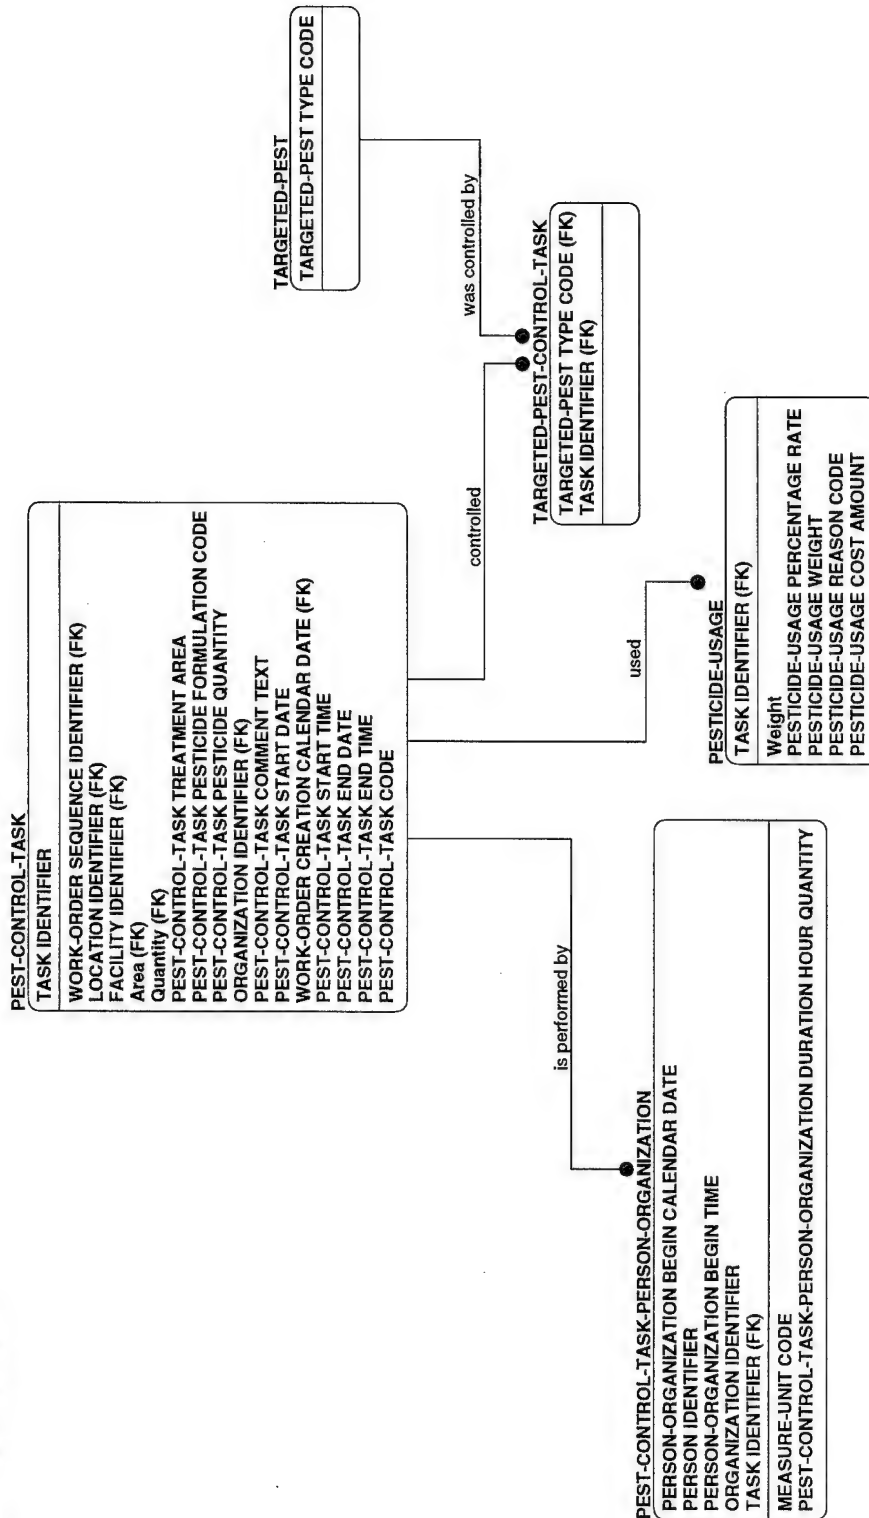 PEST-CONTROL-TASK
TASK IDENTIFIER
WORK-ORDER SEQUENCE IDENTIFIER (FK)
LOCATION IDENTIFIER (FK)
FACILITY IDENTIFIER (FK)
Area (FK)
Quantity (FK)
PEST-CONTROL-TASK TREATMENT AREA
PEST-CONTROL-TASK PESTICIDE FORMULATION CODE
PEST-CONTROL-TASK PESTICIDE QUANTITY
ORGANIZATION IDENTIFIER (FK)
PEST-CONTROL-TASK COMMENT TEXT
PEST-CONTROL-TASK START DATE
WORK-ORDER CREATION CALENDAR DATE (FK)
PEST-CONTROL-TASK START TIME
PEST-CONTROL-TASK END DATE
PEST-CONTROL-TASK END TIME
PEST-CONTROL-TASK CODE
TARGETED-PEST
TARGETED-PEST TYPE CODE
was controlled by
controlled
TARGETED-PEST-CONTROL-TASK
TARGETED-PEST TYPE CODE (FK)
TASK IDENTIFIER (FK)
is performed by
used
PEST-CONTROL-TASK-PERSON-ORGANIZATION
PERSON-ORGANIZATION BEGIN CALENDAR DATE
PERSON IDENTIFIER
PERSON-ORGANIZATION BEGIN TIME
ORGANIZATION IDENTIFIER
TASK IDENTIFIER (FK)
MEASURE-UNIT CODE
PEST-CONTROL-TASK-PERSON-ORGANIZATION DURATION HOUR QUANTITY
PESTICIDE-USAGE
TASK IDENTIFIER (FK)
Weight
PESTICIDE-USAGE PERCENTAGE RATE
PESTICIDE-USAGE WEIGHT
PESTICIDE-USAGE REASON CODE
PESTICIDE-USAGE COST AMOUNT